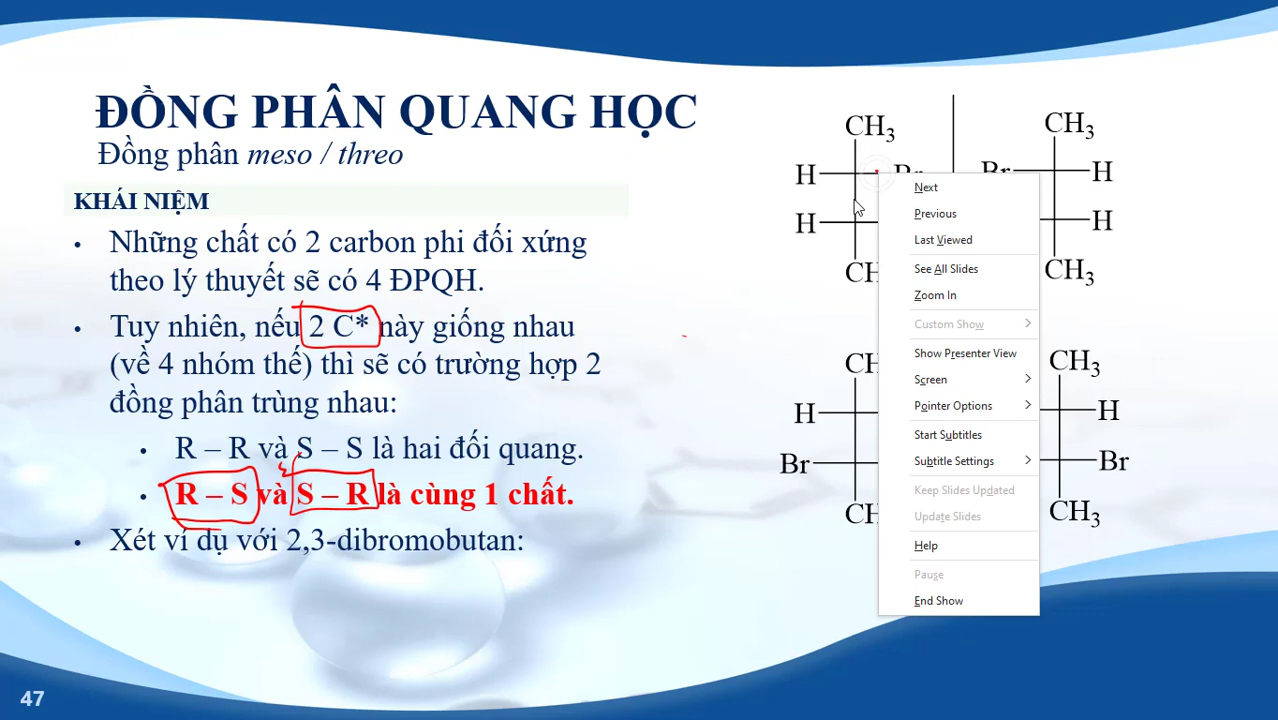 ĐỒNG PHÂN QUANG HỌC
Đồng phân meso / threo
KHÁI NIỆM
• Những chất có 2 carbon phi đối xứng
theo lý thuyết sẽ có 4 ĐPQH.
• Tuy nhiên, nếu 2 C* này giống nhau
(về 4 nhóm thế) thì sẽ có trường hợp 2
đồng phân trùng nhau:
• R – R và S – S là hai đối quang.
• R – S và S – R là cùng 1 chất.
• Xét ví dụ với 2,3-dibromobutan:
CH3 CH3
H Br Br H
H H
CH CH3
CH CH3
H H
Br Br
CH CH3
Next
Previous
Last Viewed
See All Slides
Zoom In
Custom Show
Show Presenter View
Screen
Pointer Options
Start Subtitles
Subtitle Settings
Keep Slides Updated
Update Slides
Help
Pause
End Show
47